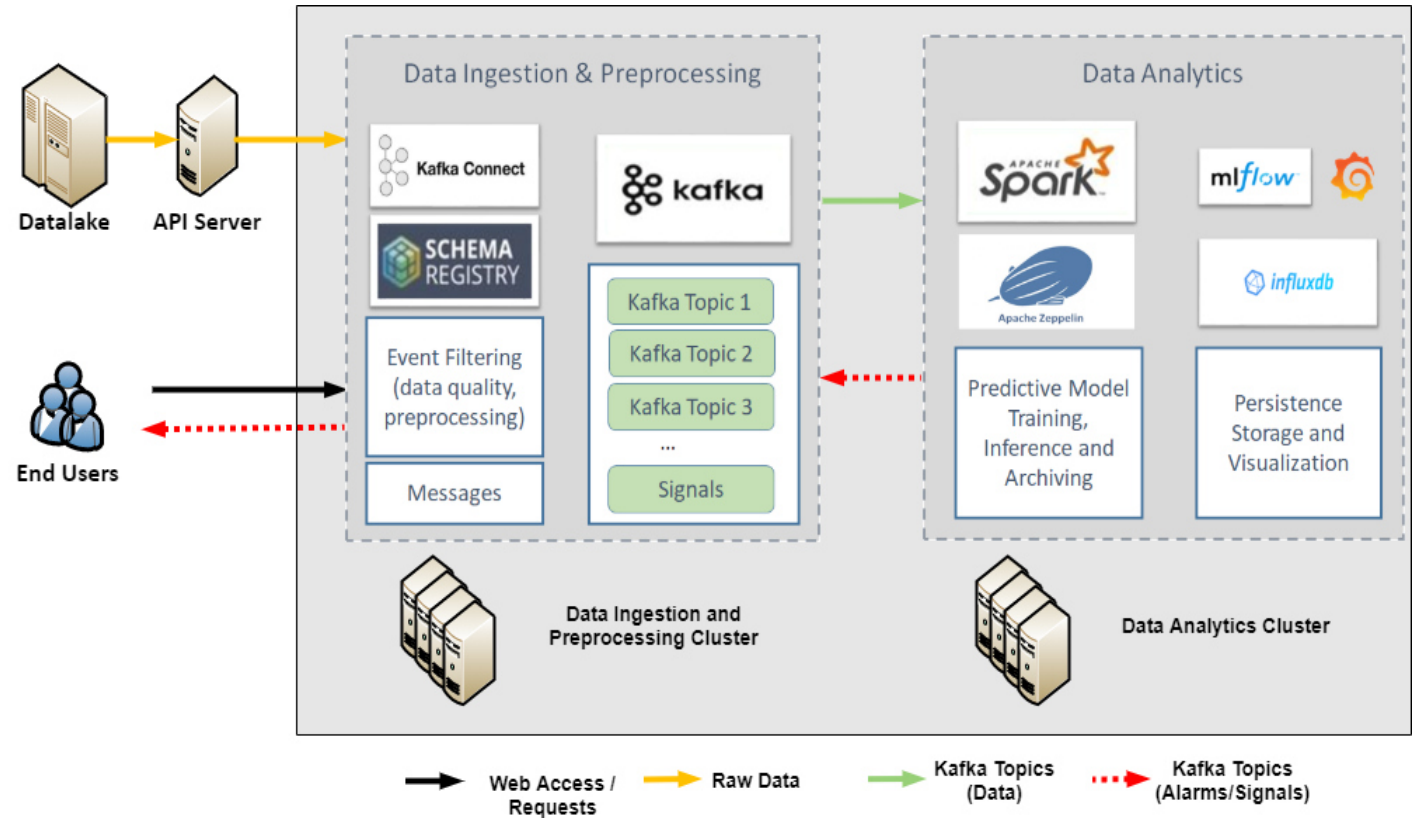 Data Ingestion & Preprocessing
Data Analytics
Kafka Connect
kafka
APACHE
Spark
TM
mlflow
SCHEMA
REGISTRY
Apache Zeppelin
influxdb
Datalake
API Server
Kafka Topic 1
Kafka Topic 2
Kafka Topic 3
...
Signals
Event Filtering
(data quality,
preprocessing)
Messages
Predictive Model
Training,
Inference and
Archiving
Persistence
Storage and
Visualization
End Users
Data Ingestion and
Preprocessing Cluster
Data Analytics Cluster
Web Access /
Requests
Raw Data
Kafka Topics
(Data)
Kafka Topics
(Alarms/Signals)